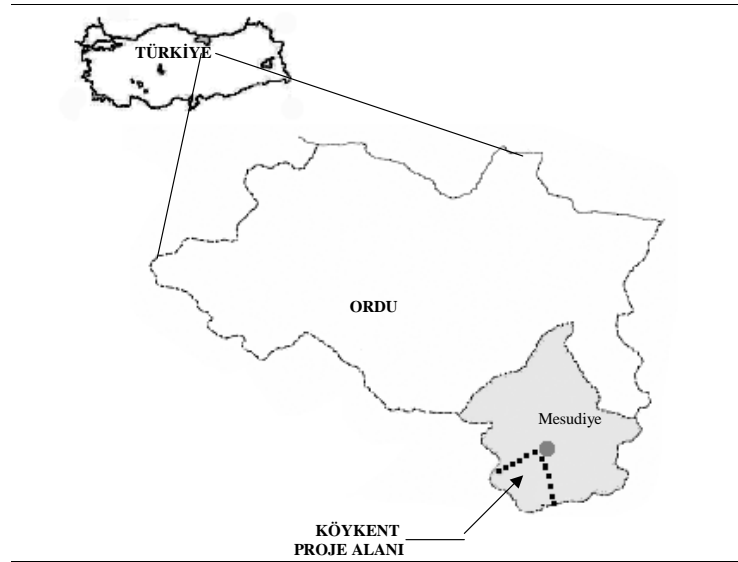 TÜRKİYE
ORDU
Mesudiye
KÖYKENT
PROJE ALANI